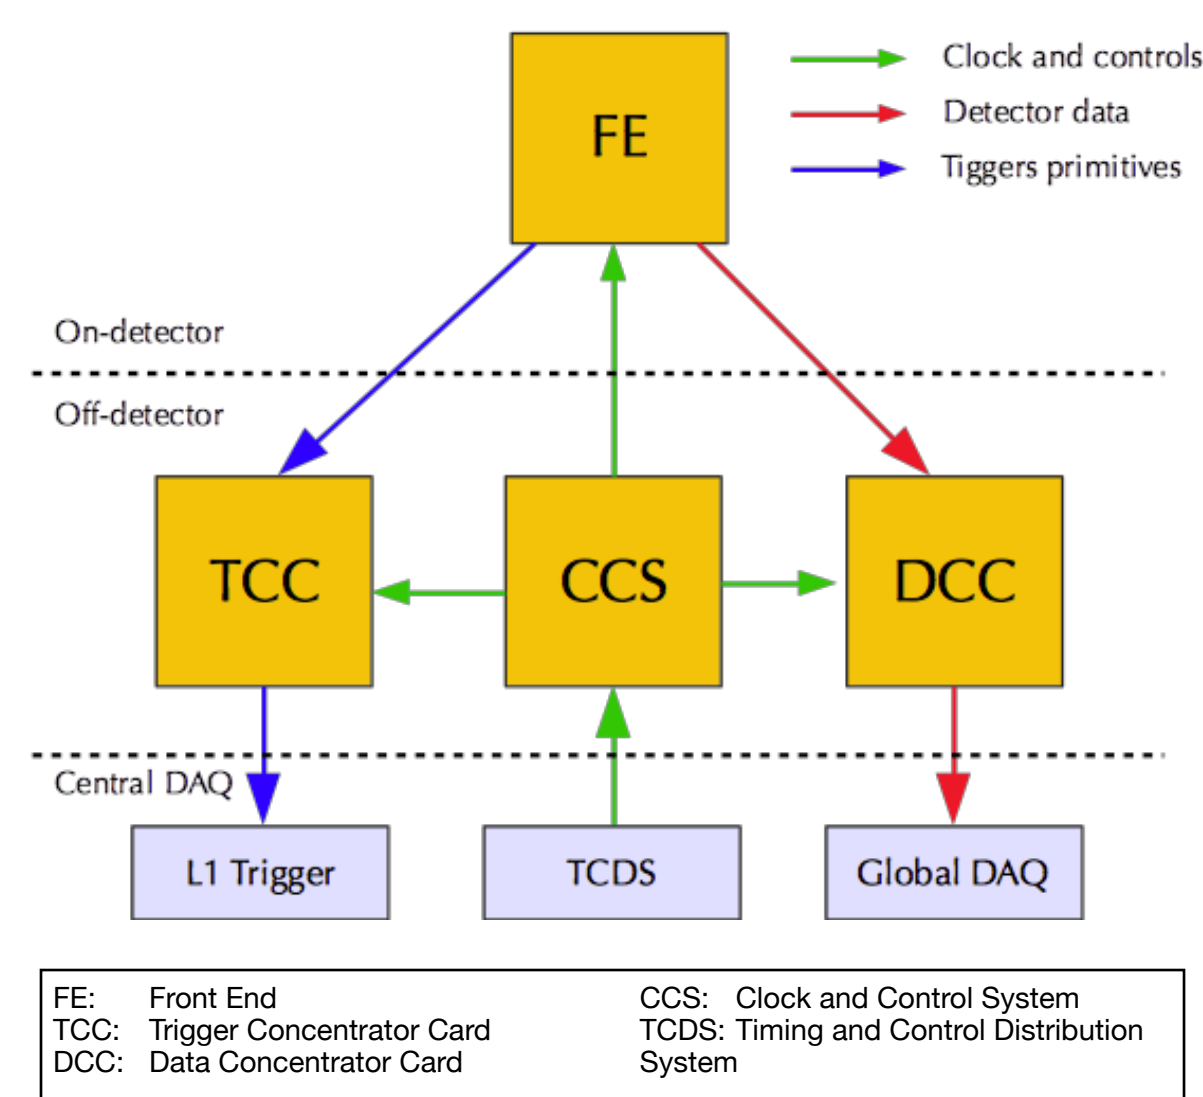 FE
Clock and controls
Detector data
Tiggers primitives
On-detector
Off-detector
TCC
CCS
DCC
Central DAQ
L1 Trigger
TCDS
Global DAQ
FE: Front End
TCC: Trigger Concentrator Card
DCC: Data Concentrator Card
CCS: Clock and Control System
TCDS: Timing and Control Distribution
System